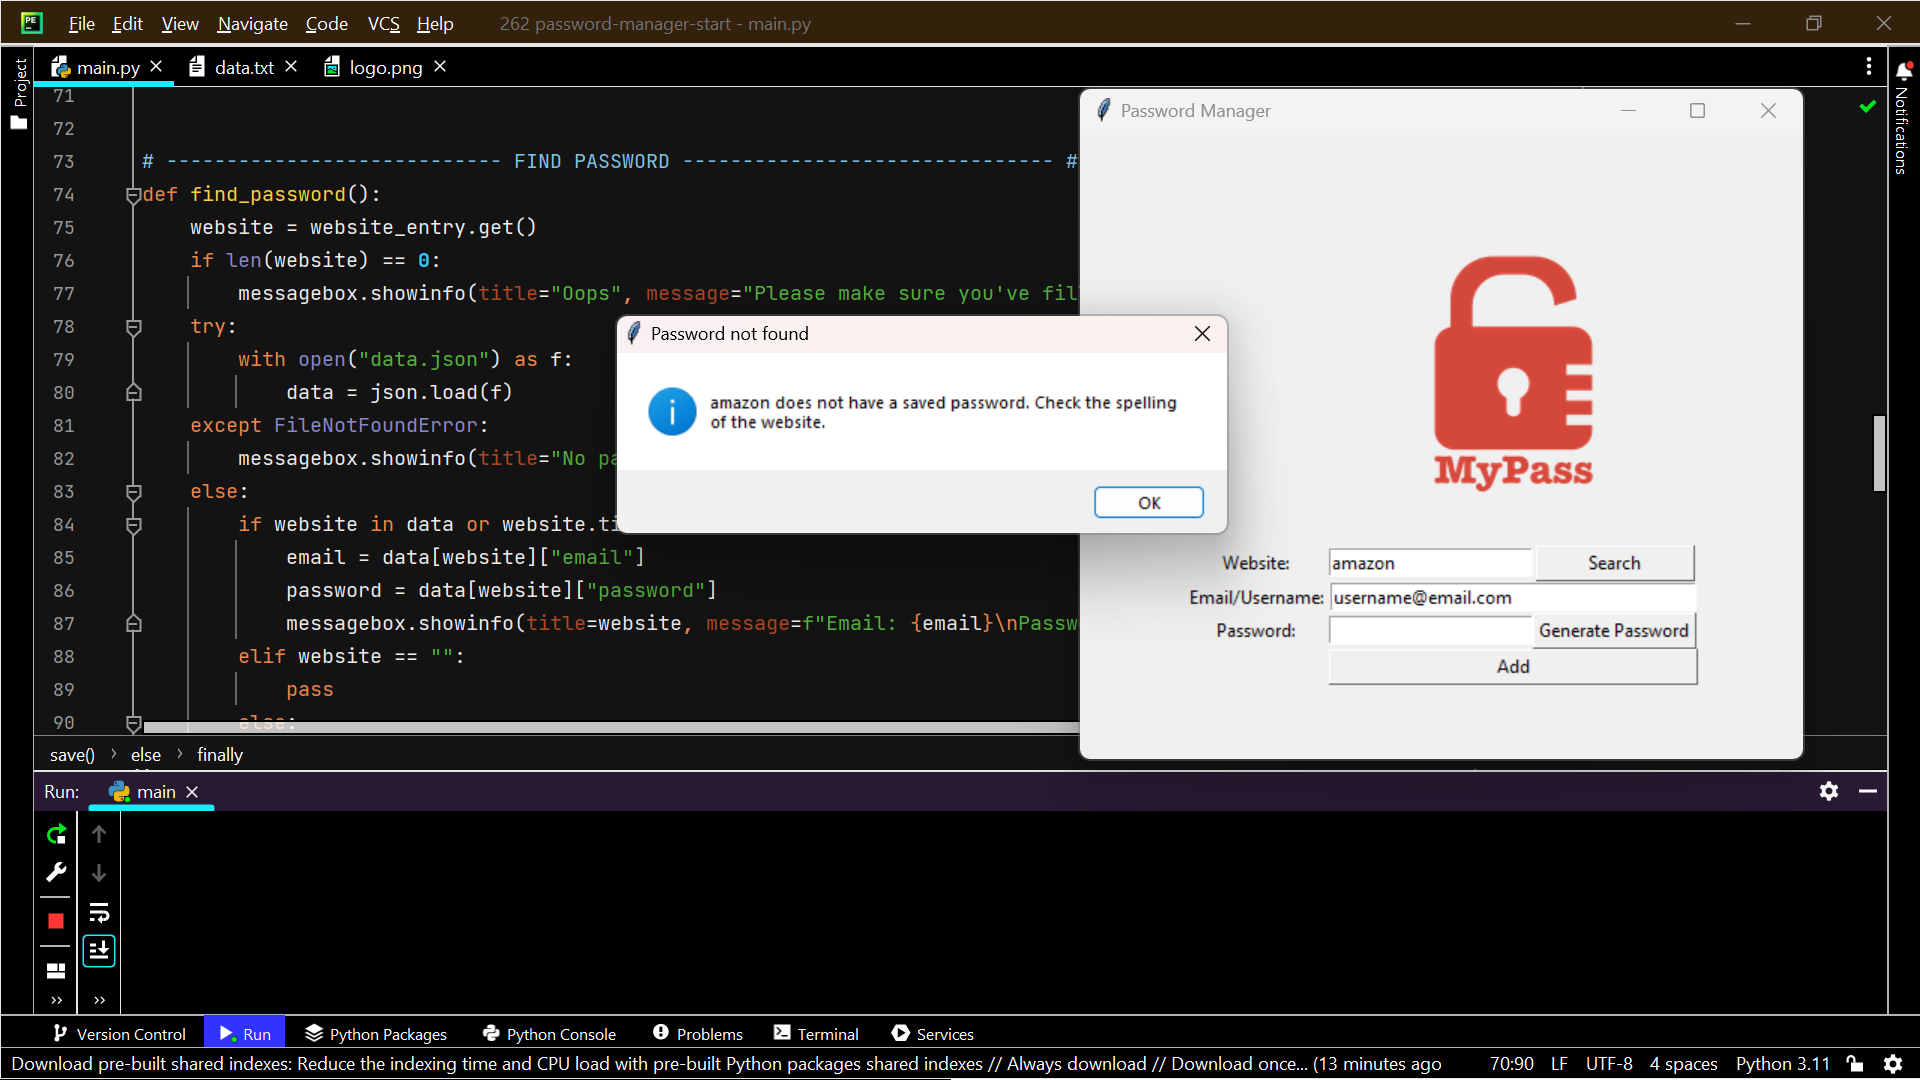 File Edit View Navigate Code VCS Help 262 password-manager-start - main.py
Project
main.py data.txt logo.png
Notifications
71
72
73 # ---------------------------- FIND PASSWORD ------------------------------- #
74 def find_password():
75 website = website_entry.get()
76 if len(website) == 0:
77 messagebox.showinfo(title="Oops", message="Please make sure you've fil
78 try:
79 with open("data.json") as f:
80 data = json.load(f)
81 except FileNotFoundError:
82 messagebox.showinfo(title="No pa
83 else:
84 if website in data or website.ti
85 email = data[website]["email"]
86 password = data[website]["password"]
87 messagebox.showinfo(title=website, message=f"Email: {email}\nPassw
88 elif website == "":
89 pass
90 else:
Password Manager
MyPass
Website: amazon Search
Email/Username: username@email.com
Password: Generate Password
Add
Password not found
amazon does not have a saved password. Check the spelling
of the website.
OK
save() › else › finally
Run: main
Version Control Run Python Packages Python Console Problems Terminal Services
Download pre-built shared indexes: Reduce the indexing time and CPU load with pre-built Python packages shared indexes // Always download // Download once... (13 minutes ago 70:90 LF UTF-8 4 spaces Python 3.11